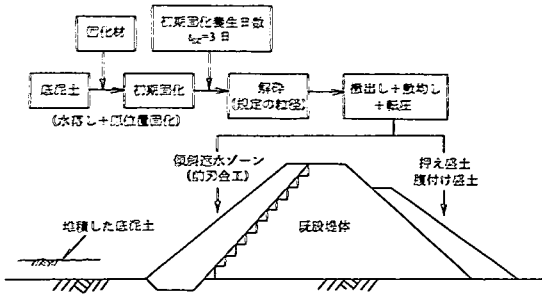 固化材
初期固化養生日数
t_SC=3 日
底泥土
初期固化
解砕
(規定の粒径)
撒出し+敷均し
+転圧
(水落し+原位置固化)
傾斜遮水ゾーン
(前刃金工)
押え盛土
腹付け盛土
堆積した底泥土
既設堤体